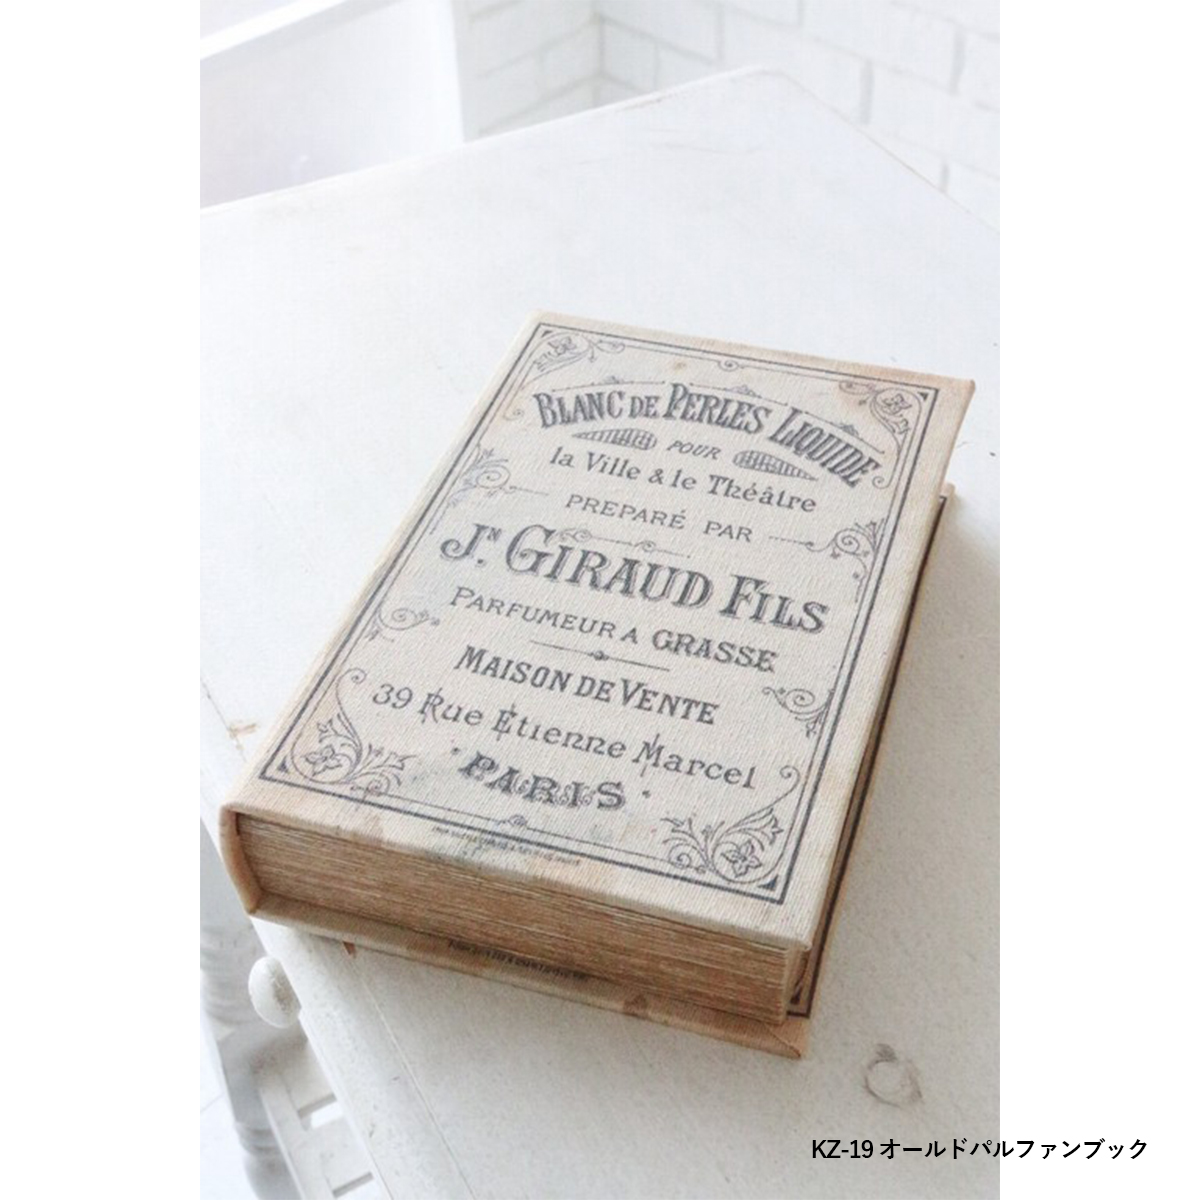 BLANC DE PERLES LIQUIDE
POUR
la Ville & le Théâtre
PREPARÉ PAR
JN. GIRAUD FILS
PARFUMEUR A GRASSE
MAISON DE VENTE
39 Rue Étienne Marcel
PARIS
KZ-19 オールドパルファンブック